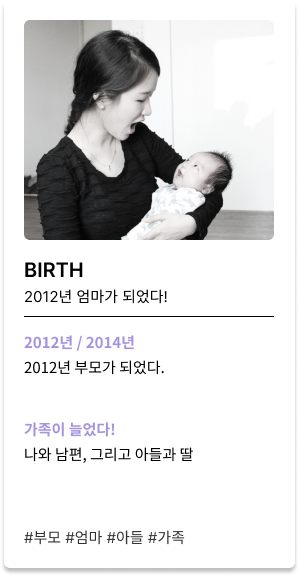 BIRTH
2012년 엄마가 되었다!
2012년 / 2014년
2012년 부모가 되었다.
가족이 늘었다!
나와 남편, 그리고 아들과 딸
#부모 #엄마 #아들 #가족